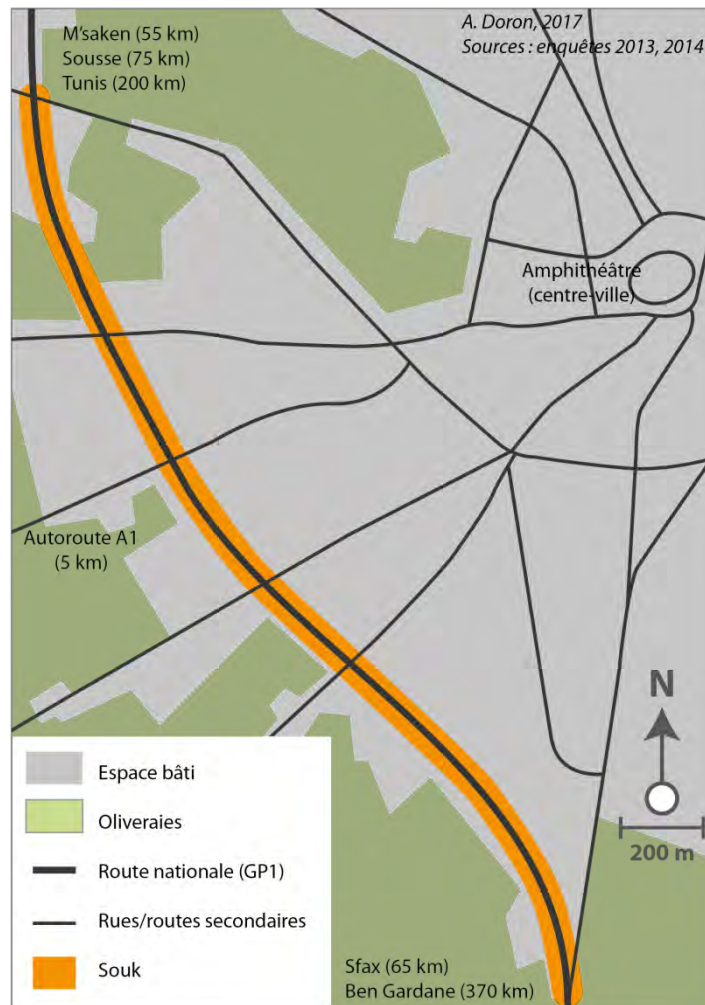 M'saken (55 km)
Sousse (75 km)
Tunis (200 km)
A. Doron, 2017
Sources : enquêtes 2013, 2014
Amphithéâtre
(centre-ville)
Autoroute A1
(5 km)
N
200 m
Espace bâti
Oliveraies
Route nationale (GP1)
Rues/routes secondaires
Souk
Sfax (65 km)
Ben Gardane (370 km)